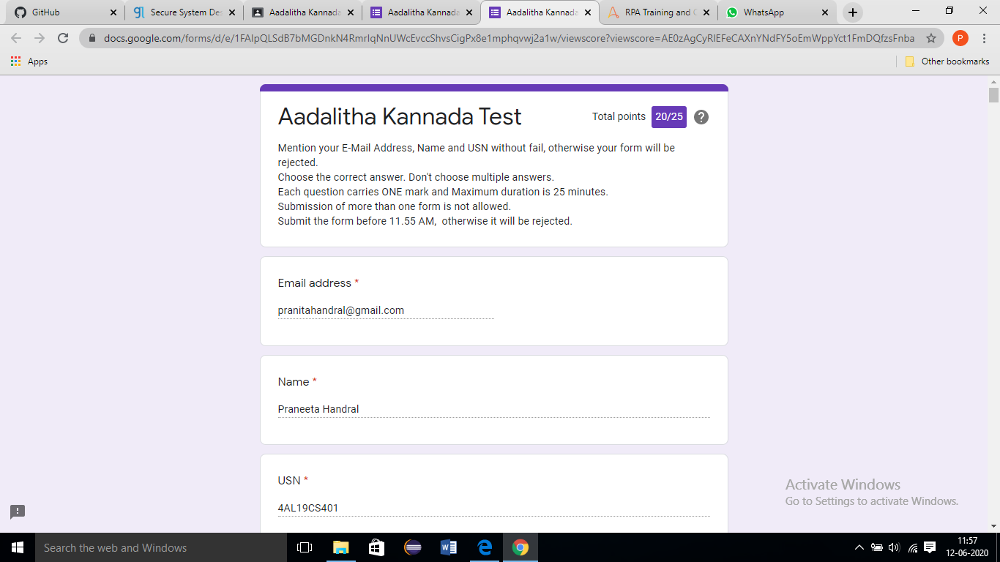 GitHub
Secure System Des
Aadalitha Kannada
Aadalitha Kannada
Aadalitha Kannada
RPA Training and C
WhatsApp
docs.google.com/forms/d/e/1FAIpQLSdB7bMGDnkN4RmrIqNnUWcEvccShvsCigPx8e1mphqvwj2a1w/viewscore?viewscore=AE0zAgCyRIEFeCAXnYNdFY5oEmWppYct1FmDQfzsFnba
P
Apps
Other bookmarks
Aadalitha Kannada Test
Total points 20/25
Mention your E-Mail Address, Name and USN without fail, otherwise your form will be
rejected.
Choose the correct answer. Don't choose multiple answers.
Each question carries ONE mark and Maximum duration is 25 minutes.
Submission of more than one form is not allowed.
Submit the form before 11.55 AM, otherwise it will be rejected.
Email address *
pranitahandral@gmail.com
Name *
Praneeta Handral
USN *
4AL19CS401
Activate Windows
Go to Settings to activate Windows.
Search the web and Windows
11:57
12-06-2020